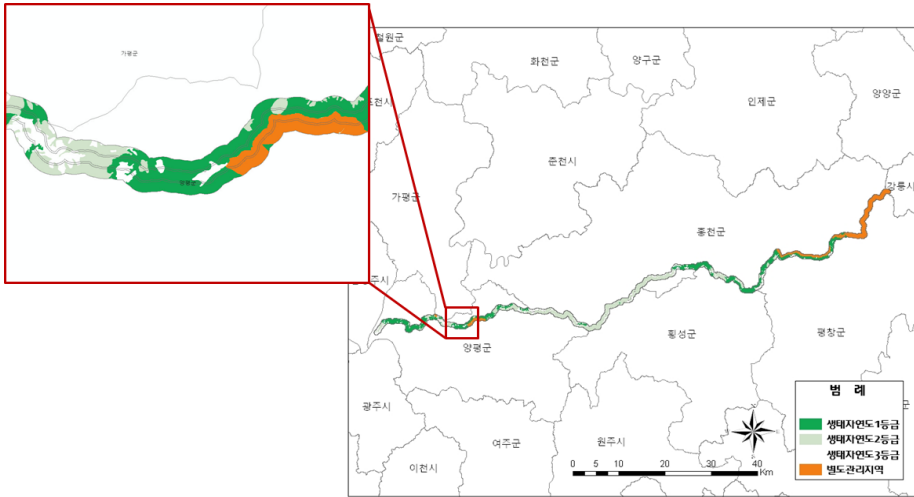 가평군
가평군
철원군
화천군
양구군
양양군
인제군
춘천시
가평군
강릉시
홍천군
양평군
횡성군
평창군
광주시
여주군
원주시
이천시
군
범 례
생태자연도1등급
생태자연도2등급
생태자연도3등급
별도관리지역
0 5 10 20 30 40
Km